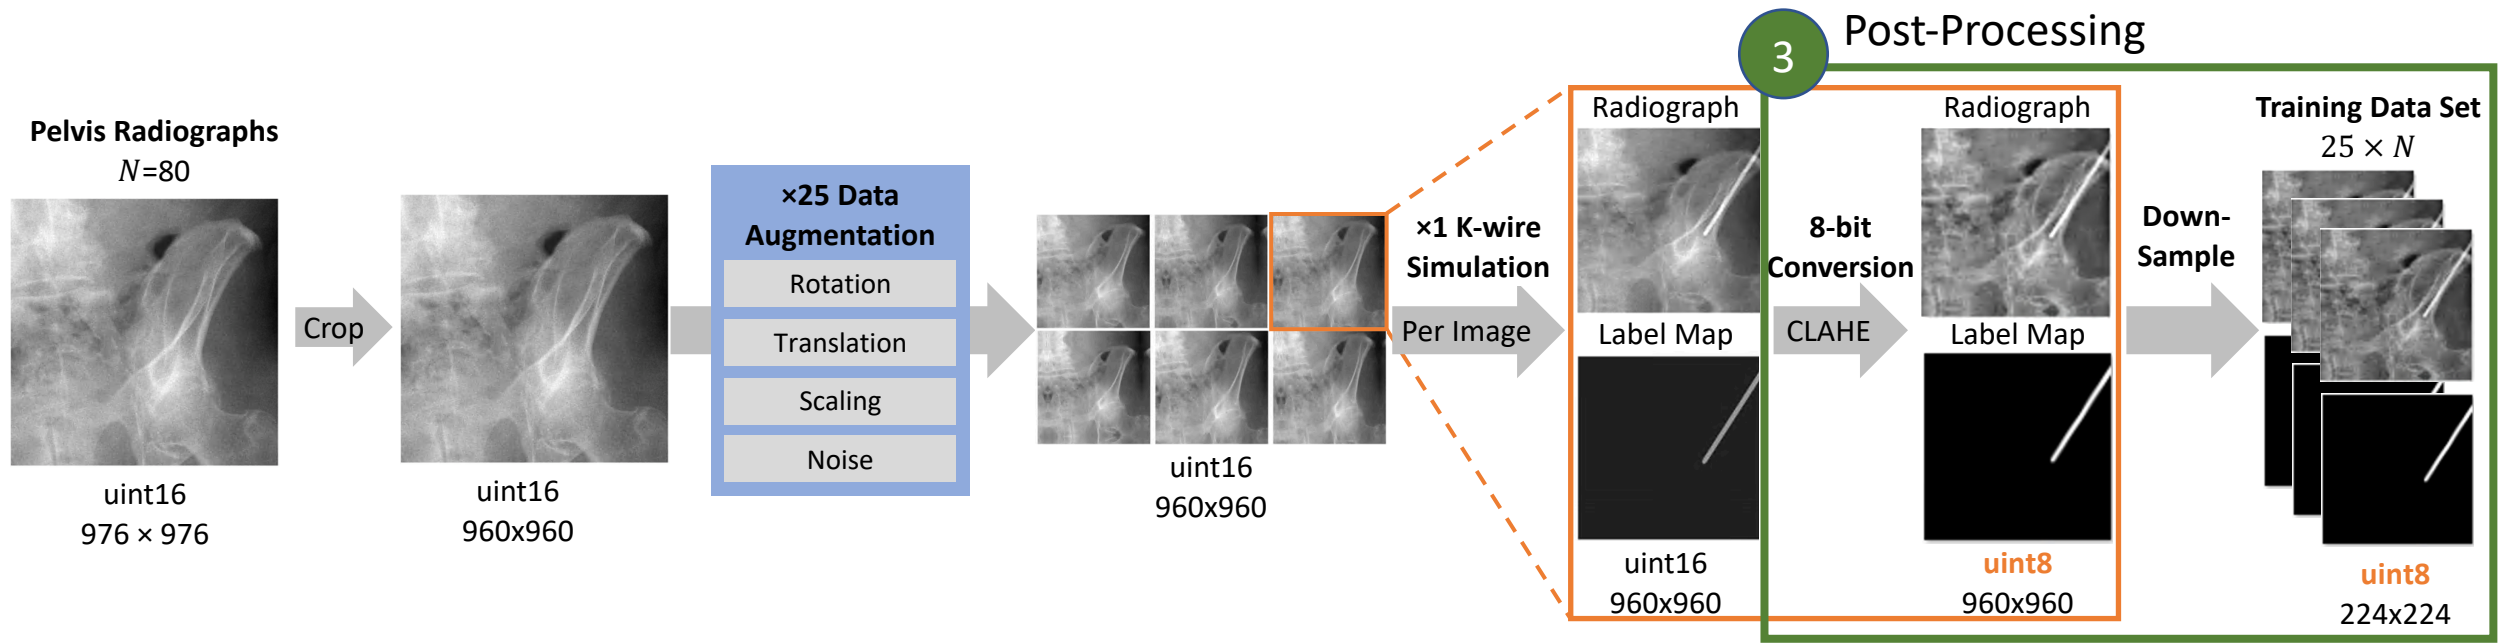 3
Post-Processing
Pelvis Radiographs
N=80
uint16
976 × 976
Crop
uint16
960x960
×25 Data
Augmentation
Rotation
Translation
Scaling
Noise
uint16
960x960
×1 K-wire
Simulation
Per Image
Radiograph
Label Map
uint16
960x960
8-bit
Conversion
CLAHE
Radiograph
Label Map
uint8
960x960
Down-
Sample
Training Data Set
25 × N
uint8
224x224